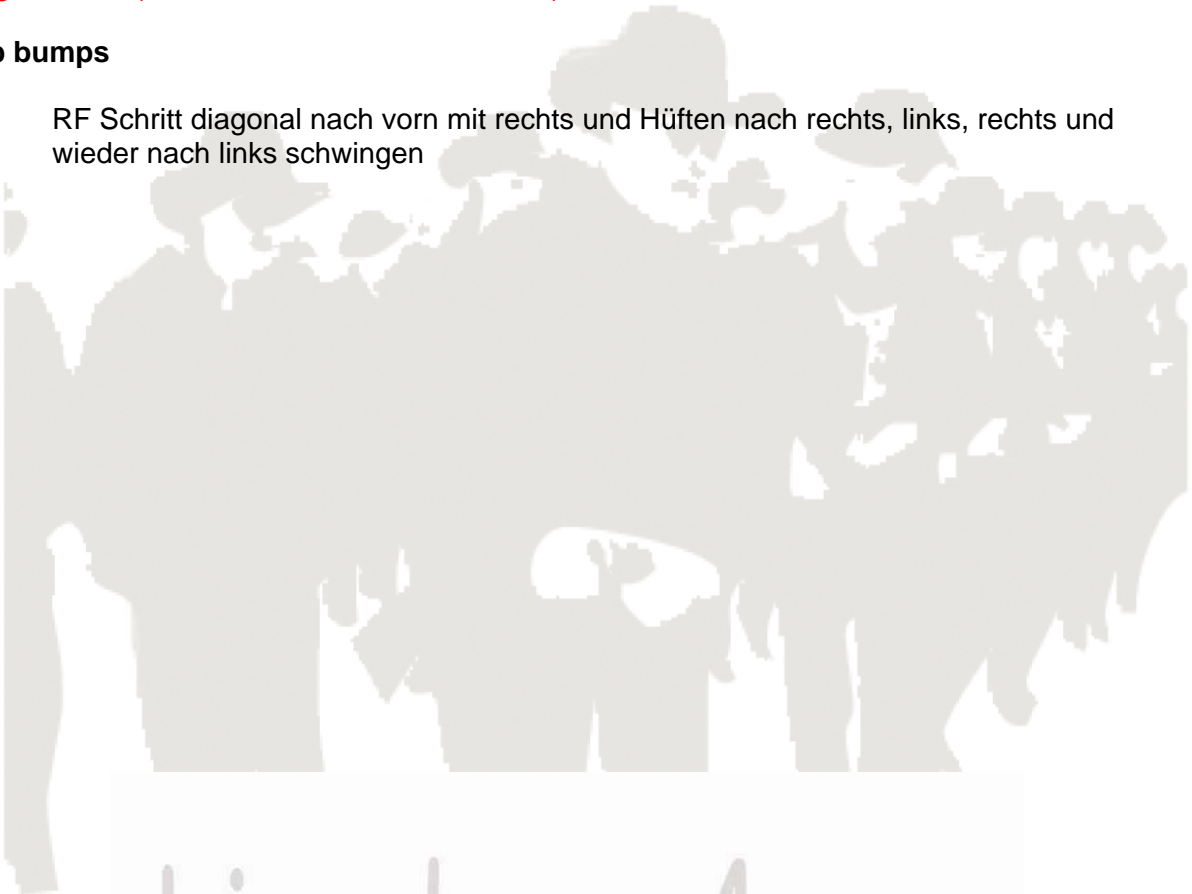 bumps
RF Schritt diagonal nach vorn mit rechts und Hüften nach rechts, links, rechts und
wieder nach links schwingen